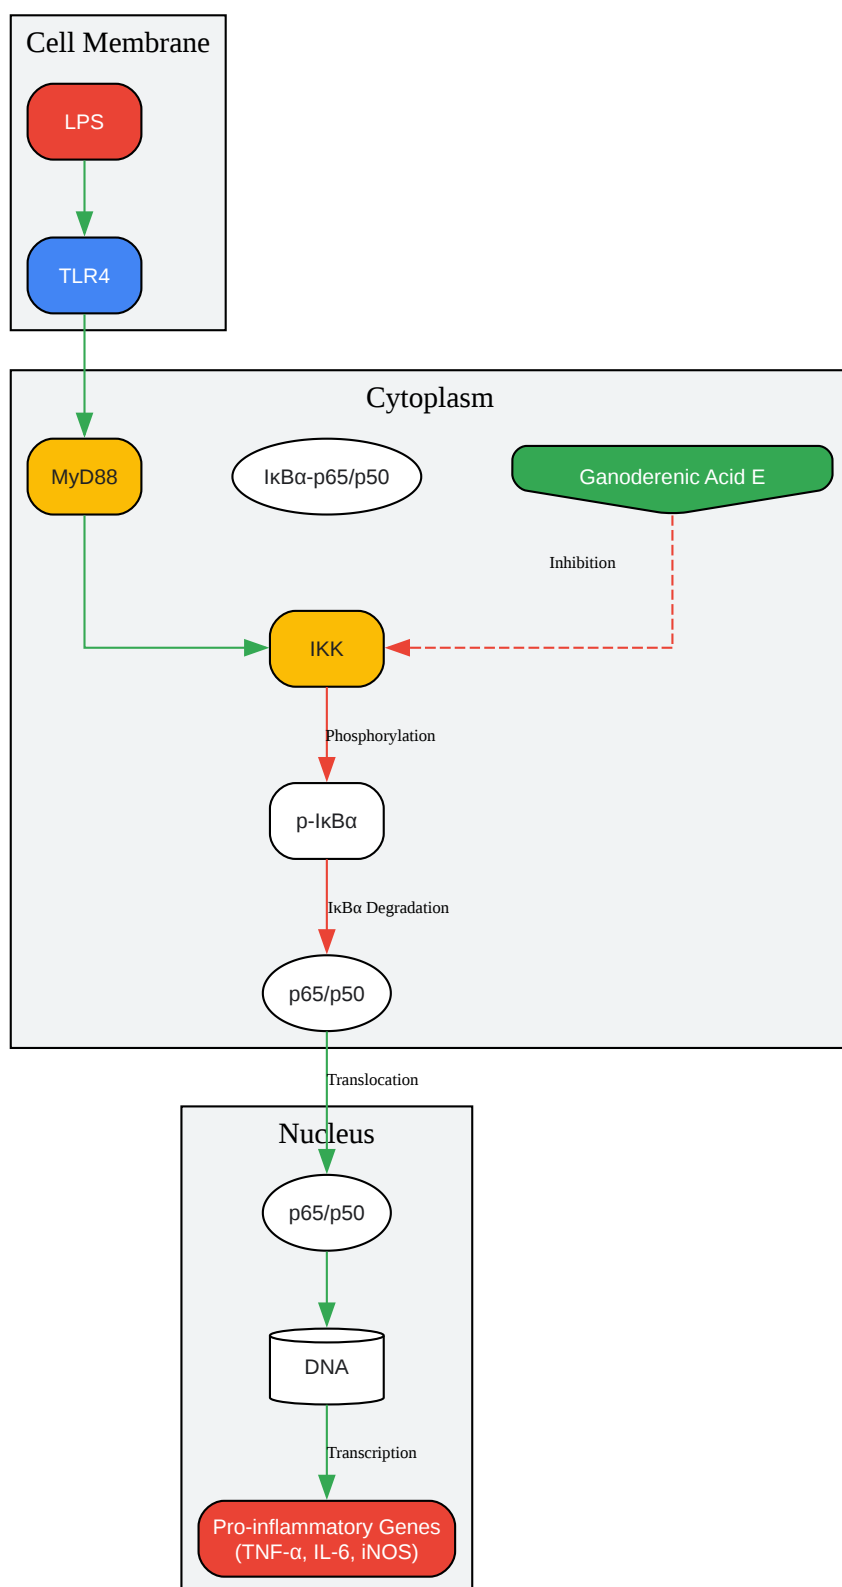 Cell Membrane
LPS
TLR4
Cytoplasm
MyD88
IκBα-p65/p50
Ganoderenic Acid E
Inhibition
IKK
Phosphorylation
p-IκBα
IκBα Degradation
p65/p50
Translocation
Nucleus
p65/p50
DNA
Transcription
Pro-inflammatory Genes
(TNF-α, IL-6, iNOS)